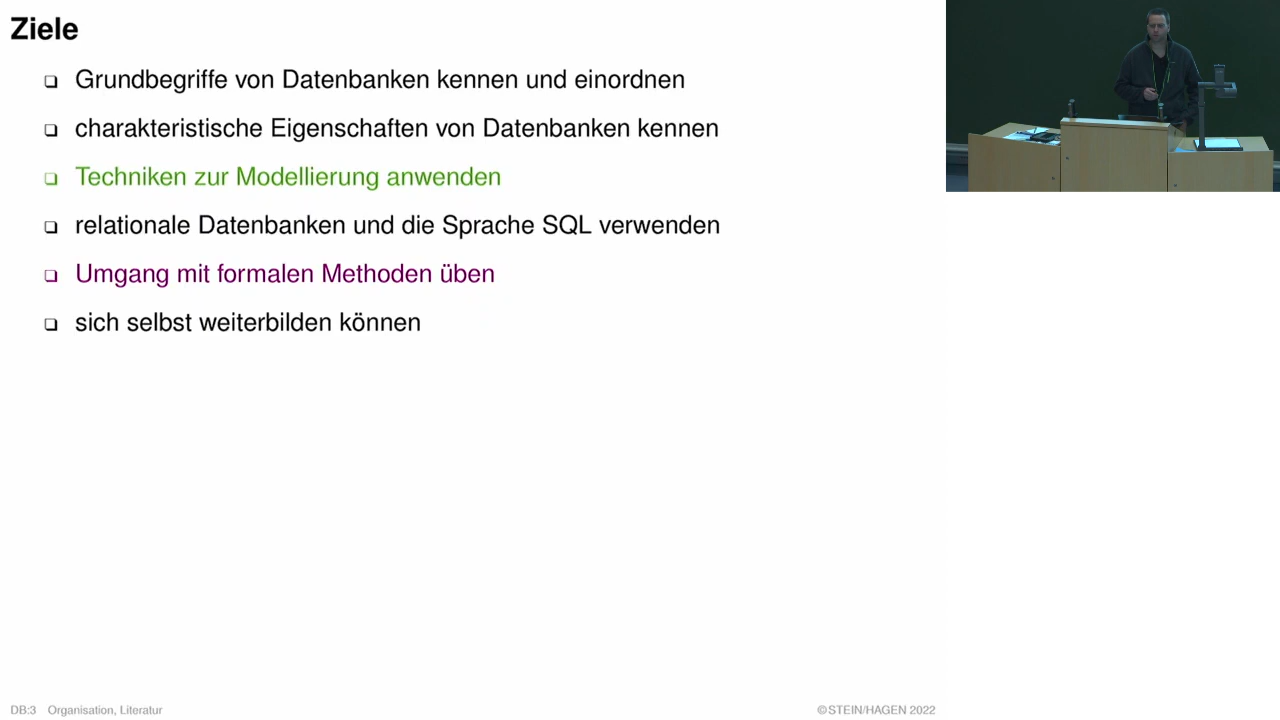 Ziele
❑ Grundbegriffe von Datenbanken kennen und einordnen
❑ charakteristische Eigenschaften von Datenbanken kennen
❑ Techniken zur Modellierung anwenden
❑ relationale Datenbanken und die Sprache SQL verwenden
❑ Umgang mit formalen Methoden üben
❑ sich selbst weiterbilden können
DB:3 Organisation, Literatur
©STEIN/HAGEN 2022